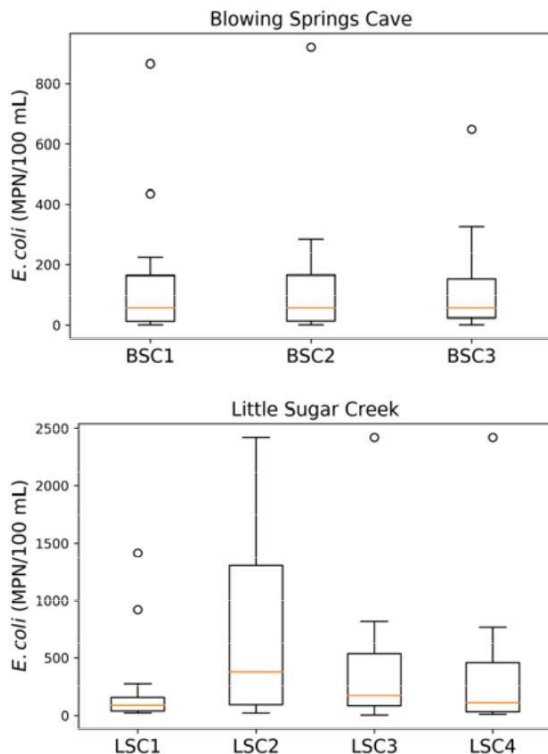 Blowing Springs Cave
E. coli (MPN/100 mL)
800
600
400
200
0
BSC1 BSC2 BSC3
Little Sugar Creek
E. coli (MPN/100 mL)
2500
2000
1500
1000
500
0
LSC1 LSC2 LSC3 LSC4